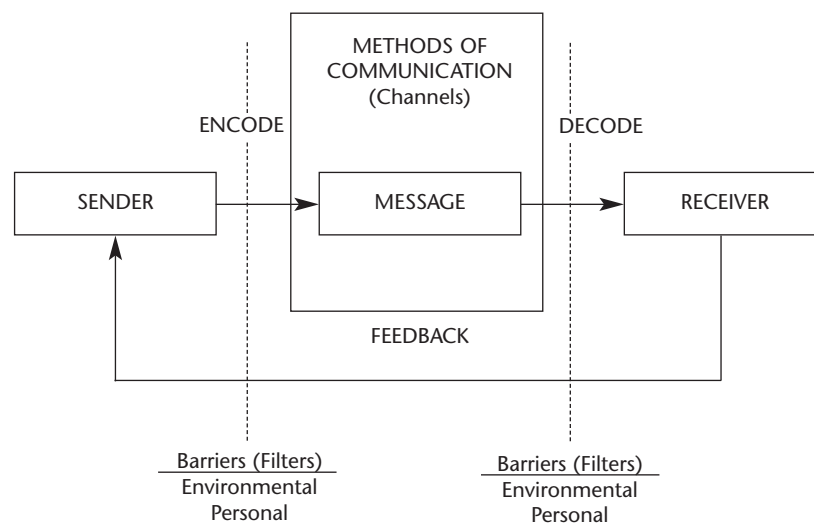 METHODS OF
COMMUNICATION
(Channels)
ENCODE
DECODE
SENDER
MESSAGE
RECEIVER
FEEDBACK
Barriers (Filters)
Environmental
Personal
Barriers (Filters)
Environmental
Personal